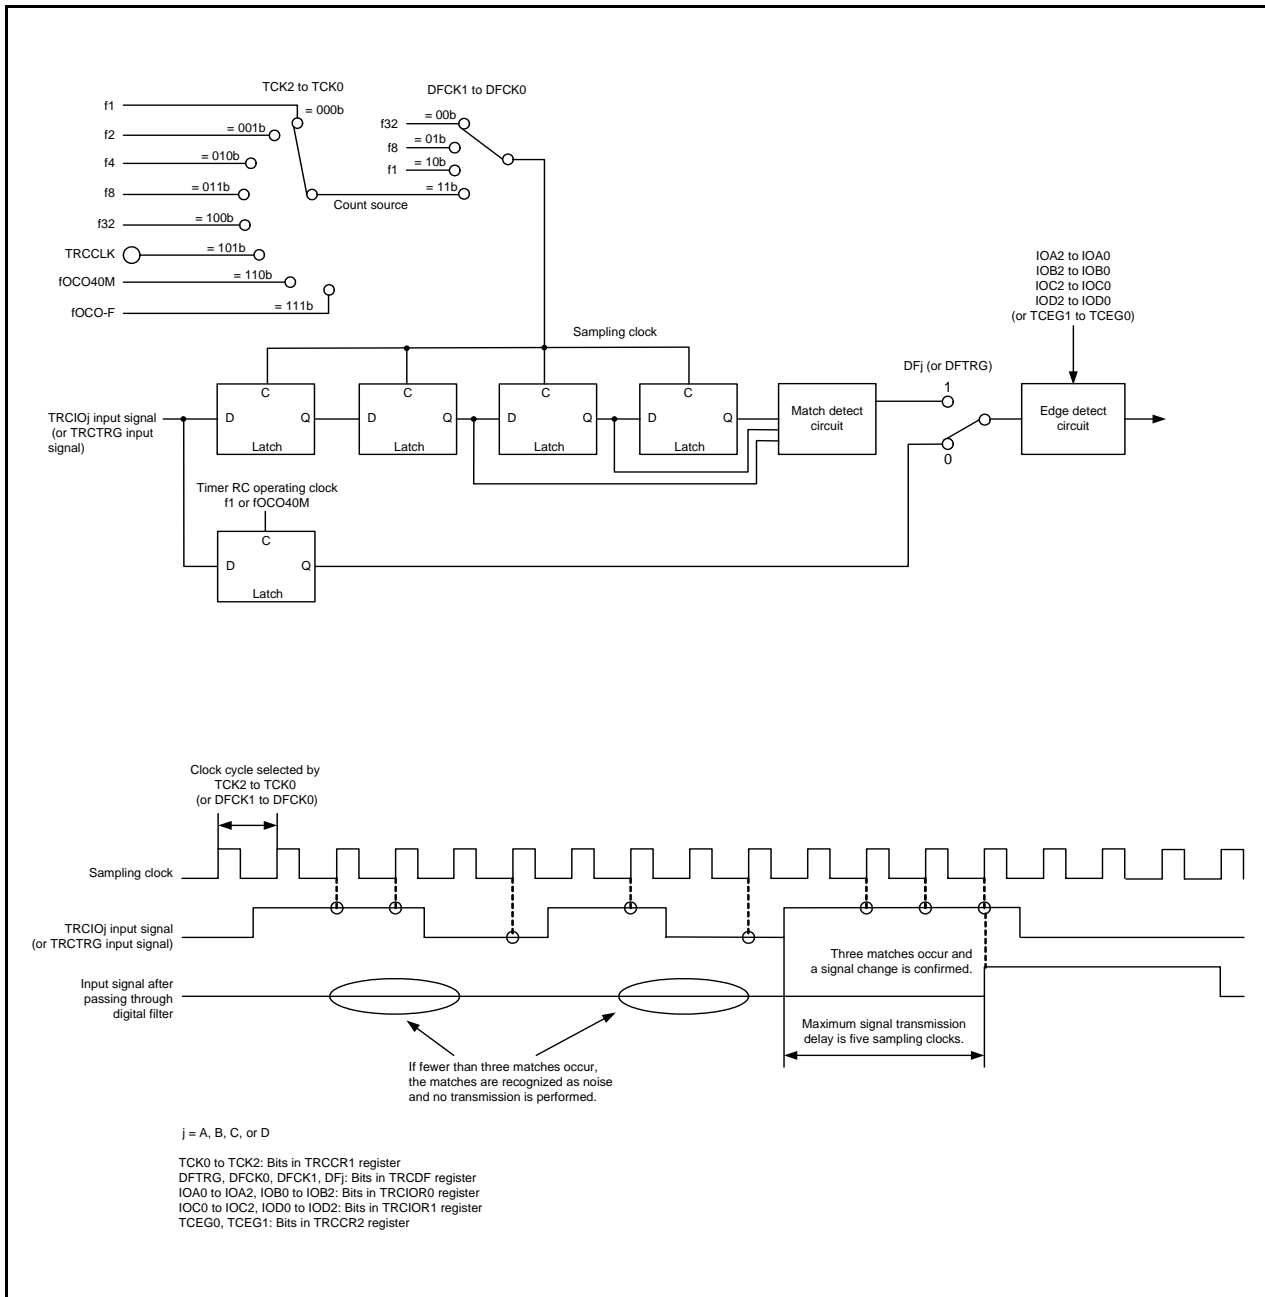 TCK2 to TCK0
DFCK1 to DFCK0
f1
= 000b
f2
= 001b
f4
= 010b
f8
= 011b
f32
= 100b
TRCCLK
= 101b
fOCO40M
= 110b
fOCO-F
= 111b
Count source
f32
= 00b
f8
= 01b
f1
= 10b
= 11b
IOA2 to IOA0
IOB2 to IOB0
IOC2 to IOC0
IOD2 to IOD0
(or TCEG1 to TCEG0)
Sampling clock
DFj (or DFTRG)
1
0
TRCIOj input signal
(or TRCTRG input
signal)
C
D
Q
Latch
C
D
Q
Latch
C
D
Q
Latch
C
D
Q
Latch
Match detect
circuit
Edge detect
circuit
Timer RC operating clock
f1 or fOCO40M
C
D
Q
Latch
Clock cycle selected by
TCK2 to TCK0
(or DFCK1 to DFCK0)
Sampling clock
TRCIOj input signal
(or TRCTRG input signal)
Three matches occur and
a signal change is confirmed.
Input signal after
passing through
digital filter
Maximum signal transmission
delay is five sampling clocks.
If fewer than three matches occur,
the matches are recognized as noise
and no transmission is performed.
j = A, B, C, or D
TCK0 to TCK2: Bits in TRCCR1 register
DFTRG, DFCK0, DFCK1, DFj: Bits in TRCDF register
IOA0 to IOA2, IOB0 to IOB2: Bits in TRCIOR0 register
IOC0 to IOC2, IOD0 to IOD2: Bits in TRCIOR1 register
TCEG0, TCEG1: Bits in TRCCR2 register